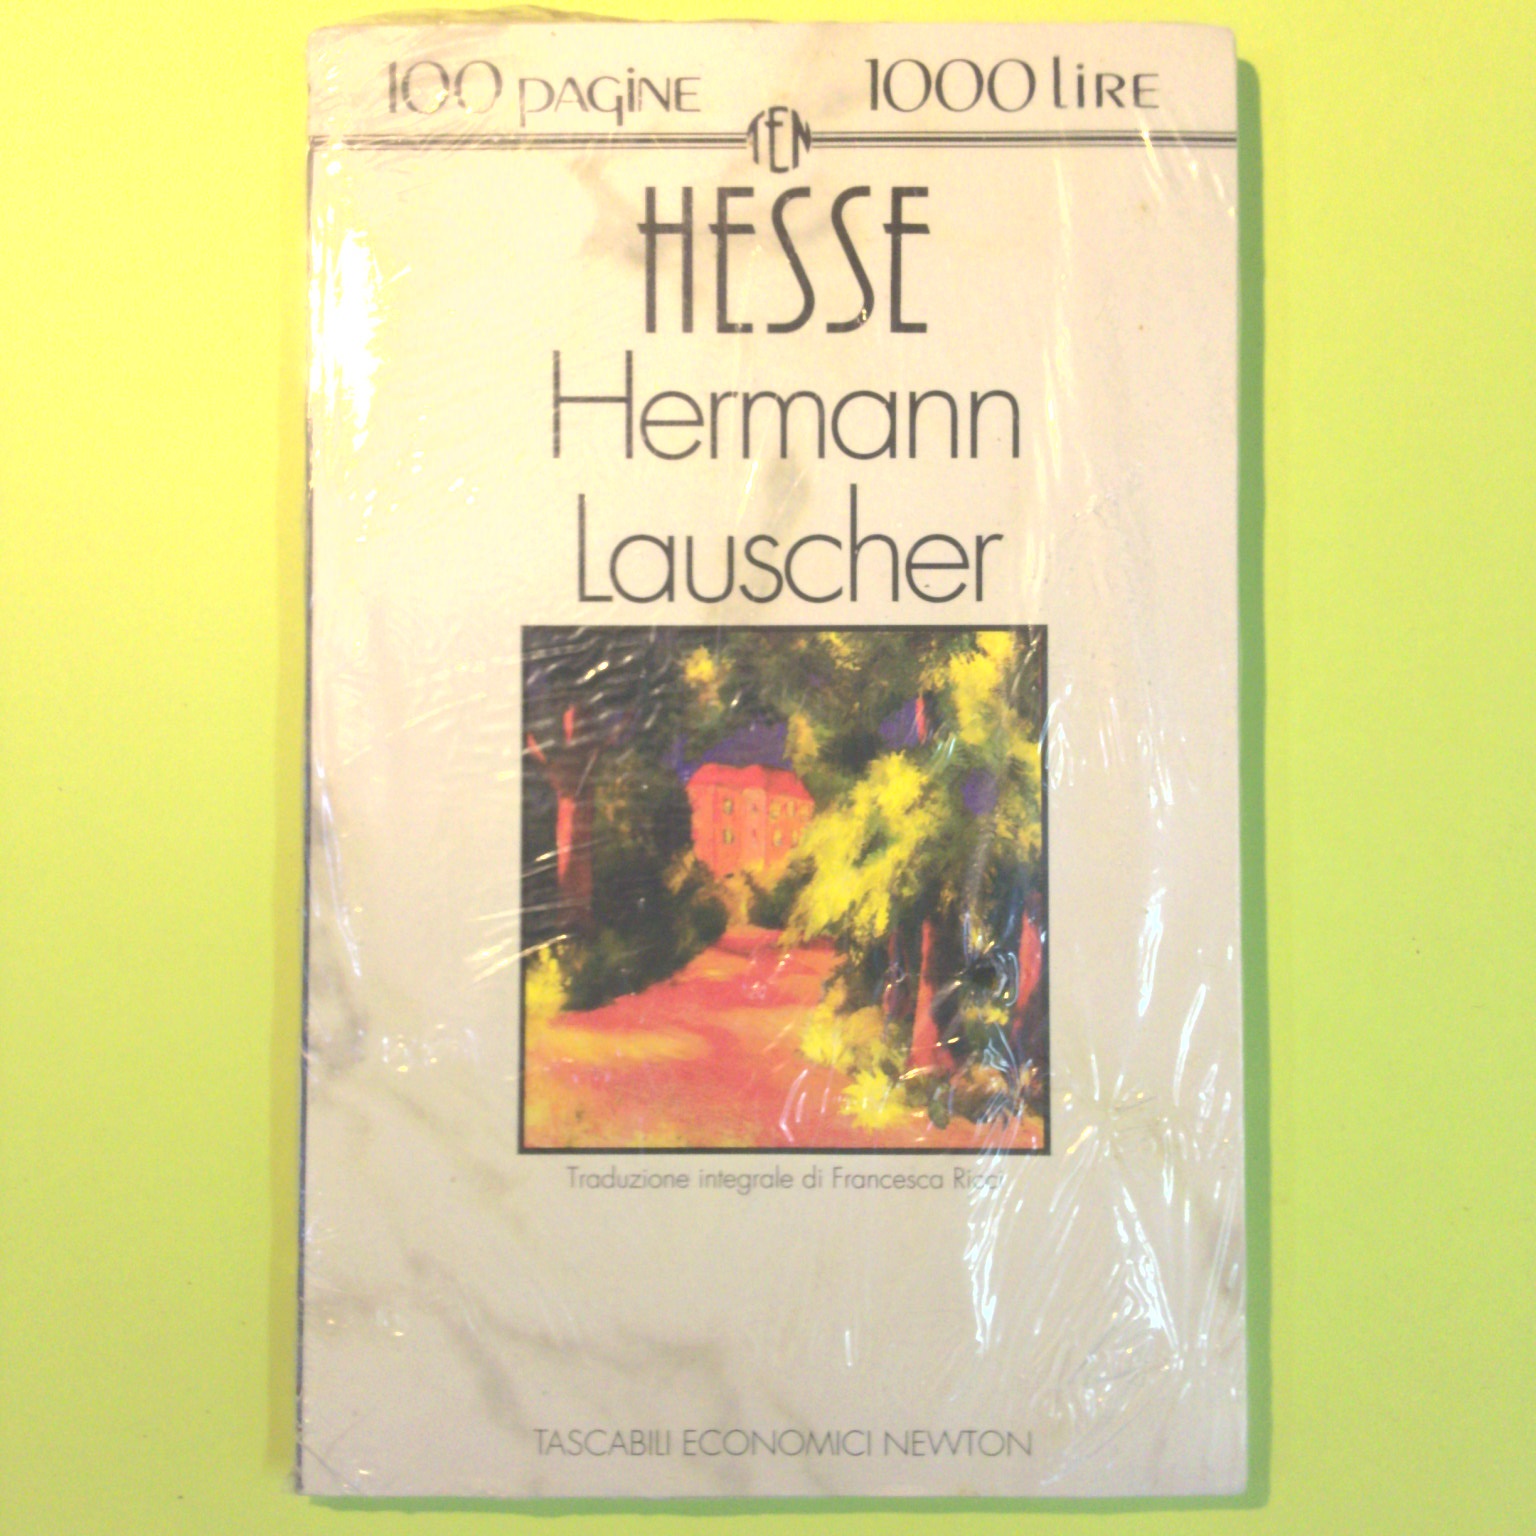 100 PAGINE 1000 LIRE
TEN
HESSE
Hermann
Lauscher
Traduzione integrale di Francesca Ricci
TASCABILI ECONOMICI NEWTON